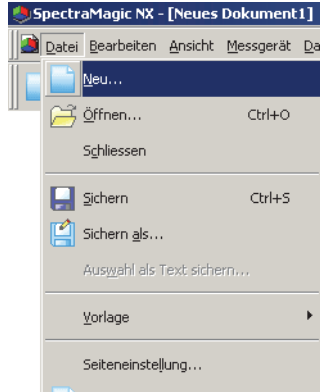 SpectraMagic NX - [Neues Dokument1]
Datei Bearbeiten Ansicht Messgerät Da
Neu...
Öffnen... Ctrl+O
Schliessen
Sichern Ctrl+S
Sichern als...
Auswahl als Text sichern...
Vorlage
Seiteneinstellung...